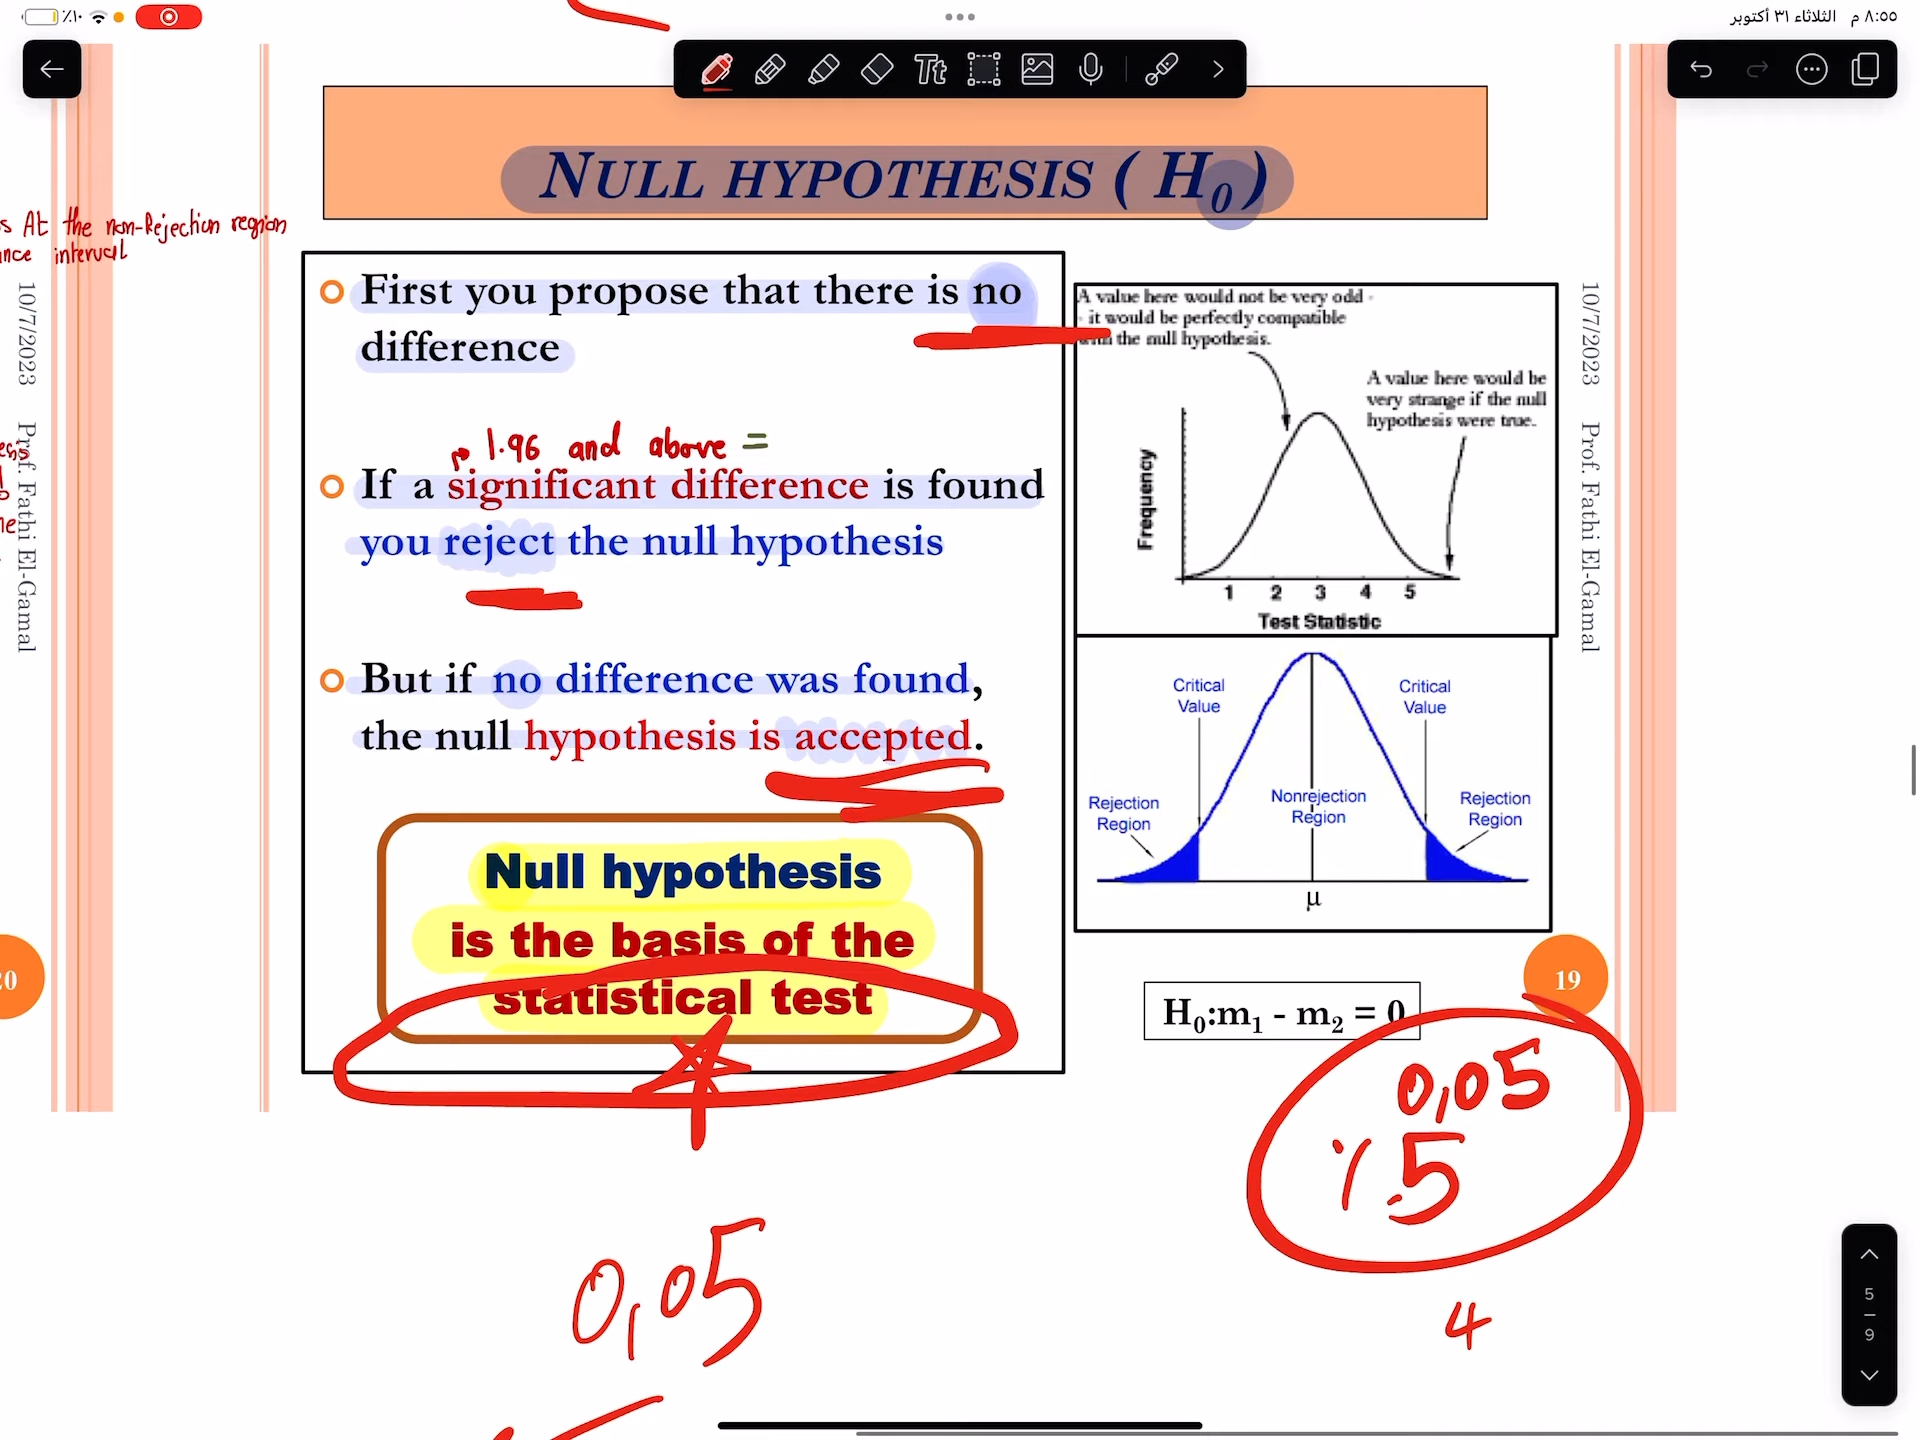 ٪١٠
٨:٥٥ م الثلاثاء ٣١ أكتوبر
Tt
NULL HYPOTHESIS ( H0 )
s At the non-Rejection region
ance interval
10/7/2023 Prof. Fathi El-Gamal
First you propose that there is no
difference
1.96 and above =
If a significant difference is found
you reject the null hypothesis
But if no difference was found,
the null hypothesis is accepted.
Null hypothesis
is the basis of the
statistical test
A value here would not be very odd -
- it would be perfectly compatible
the null hypothesis.
A value here would be
very strange if the null
hypothesis were true.
Frequency
1 2 3 4 5
Test Statistic
Critical
Value
Critical
Value
Rejection
Region
Nonrejection
Region
Rejection
Region
μ
H0:m1 - m2 = 0
10/7/2023 Prof. Fathi El-Gamal
19
20
0,05
٪5
0,05
4
5
9